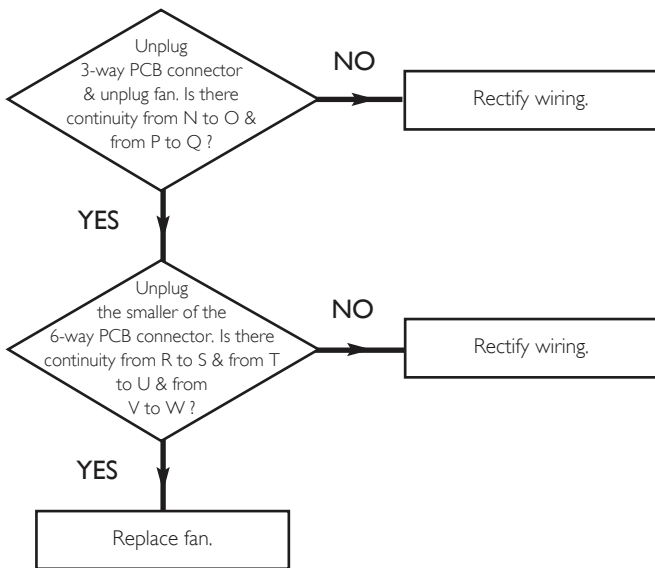 Unplug
3-way PCB connector
& unplug fan. Is there
continuity from N to O &
from P to Q ?
NO
Rectify wiring.
YES
Unplug
the smaller of the
6-way PCB connector. Is there
continuity from R to S & from T
to U & from
V to W ?
NO
Rectify wiring.
YES
Replace fan.